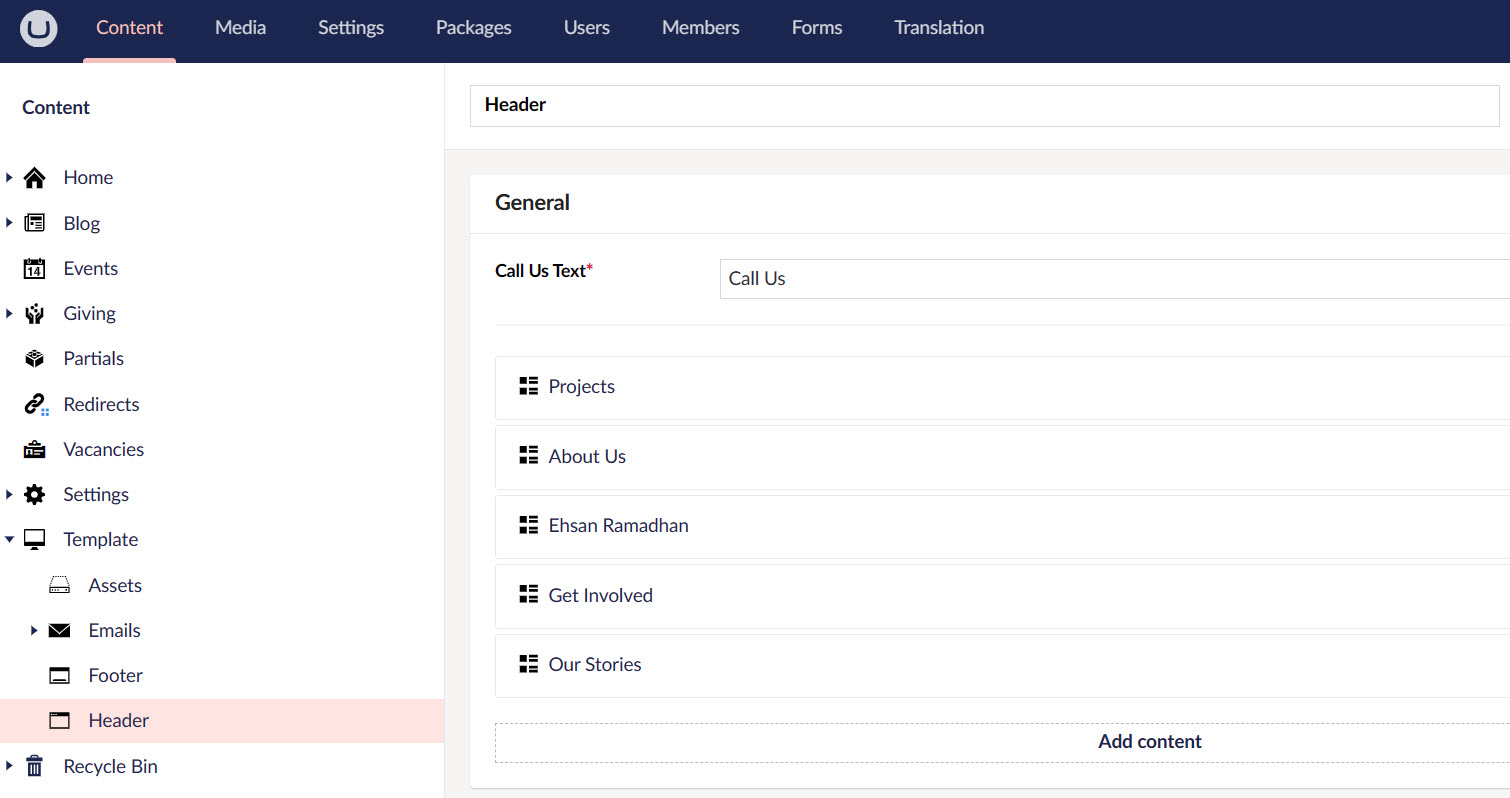 Content Media Settings Packages Users Members Forms Translation
Content
Home
Blog
14
Events
Giving
Partials
Redirects
Vacancies
Settings
Template
Assets
Emails
Footer
Header
Recycle Bin
Header
General
Call Us Text* Call Us
Projects
About Us
Ehsan Ramadhan
Get Involved
Our Stories
Add content